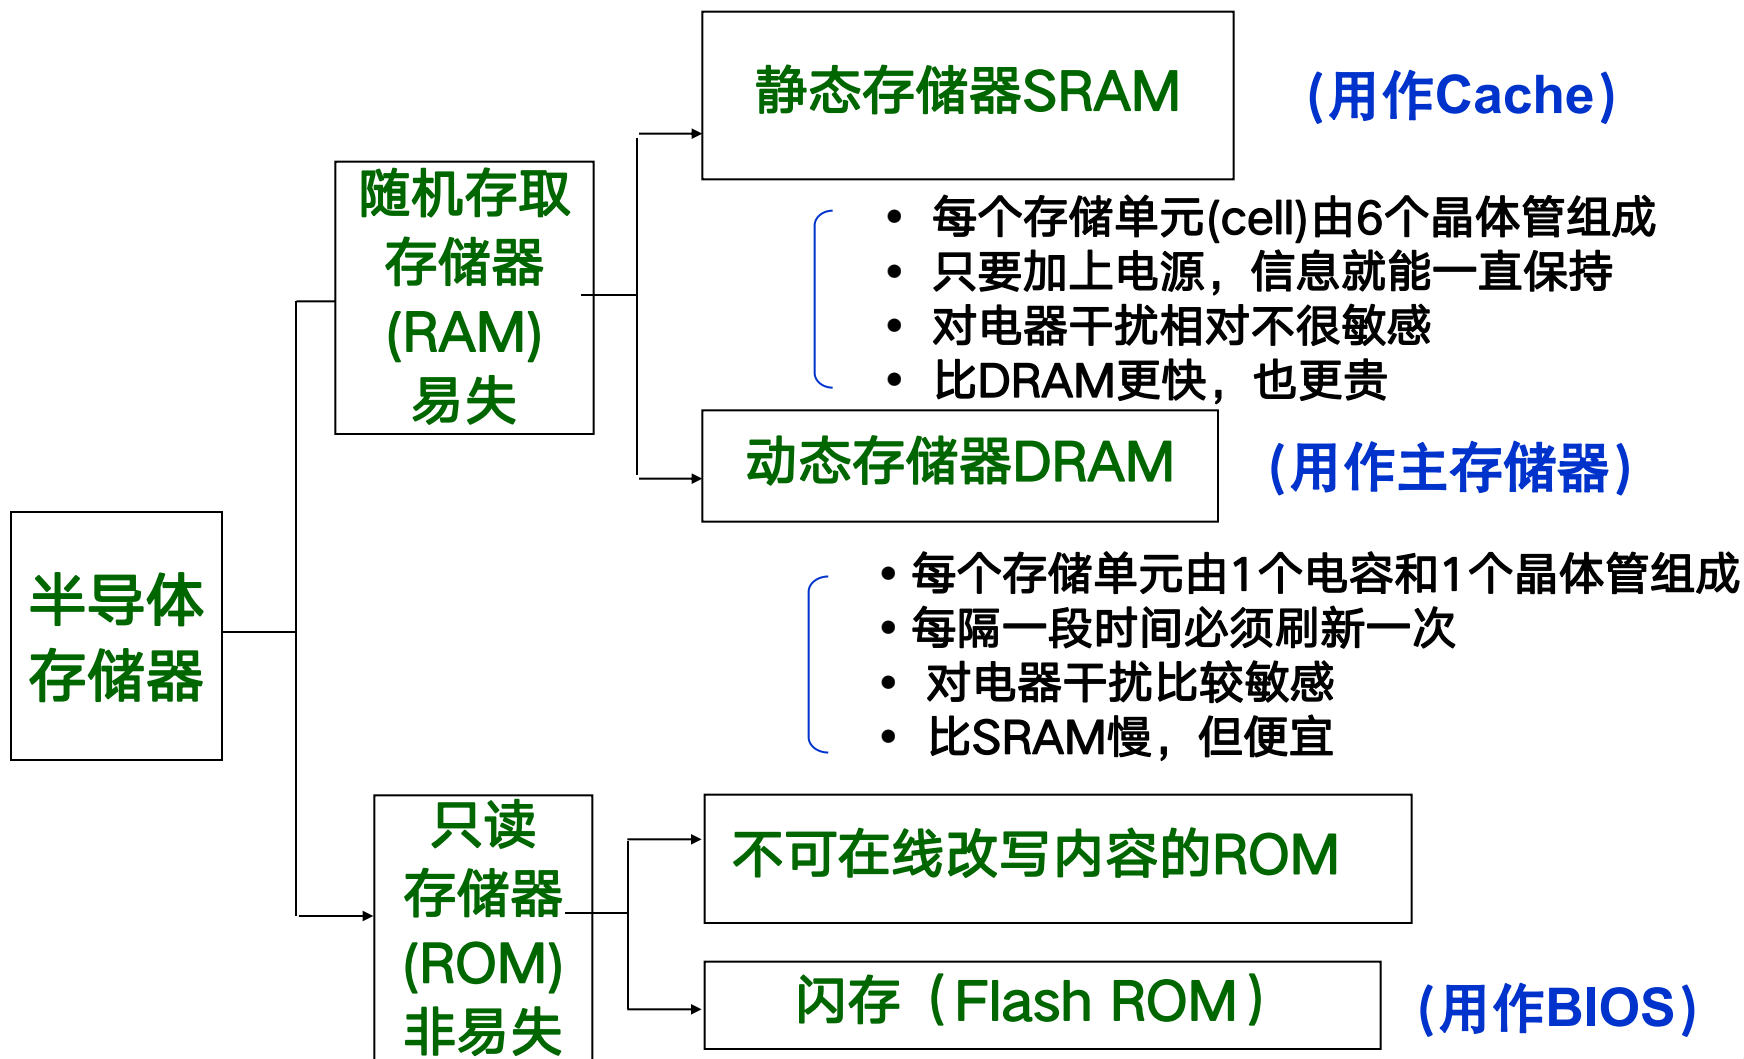 半导体
存储器
随机存取
存储器
(RAM)
易失
静态存储器SRAM
(用作Cache)
• 每个存储单元(cell)由6个晶体管组成
• 只要加上电源，信息就能一直保持
• 对电器干扰相对不很敏感
• 比DRAM更快，也更贵
动态存储器DRAM
(用作主存储器)
• 每个存储单元由1个电容和1个晶体管组成
• 每隔一段时间必须刷新一次
• 对电器干扰比较敏感
• 比SRAM慢，但便宜
只读
存储器
(ROM)
非易失
不可在线改写内容的ROM
闪存（Flash ROM）
(用作BIOS)